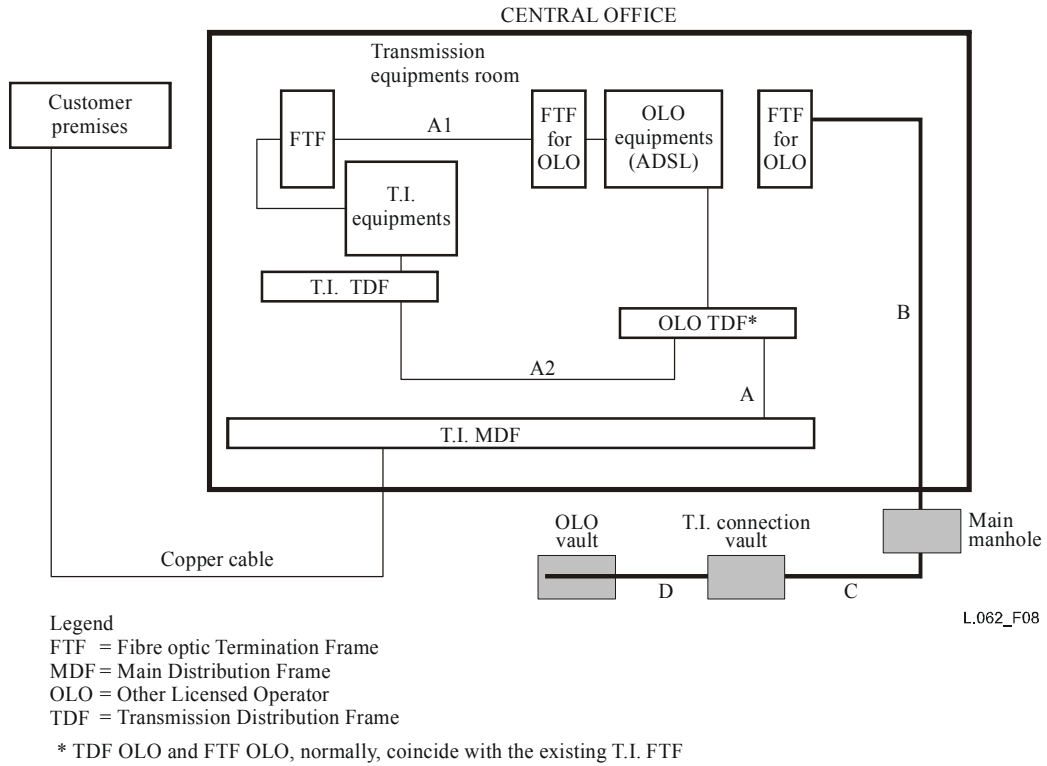 CENTRAL OFFICE
Transmission
equipments room
Customer
premises
FTF
A1
FTF
for
OLO
OLO
equipments
(ADSL)
FTF
for
OLO
T.I.
equipments
T.I. TDF
OLO TDF*
B
A2
A
T.I. MDF
OLO
vault
T.I. connection
vault
Main
manhole
Copper cable
D
C
L.062_F08
Legend
FTF = Fibre optic Termination Frame
MDF = Main Distribution Frame
OLO = Other Licensed Operator
TDF = Transmission Distribution Frame
* TDF OLO and FTF OLO, normally, coincide with the existing T.I. FTF